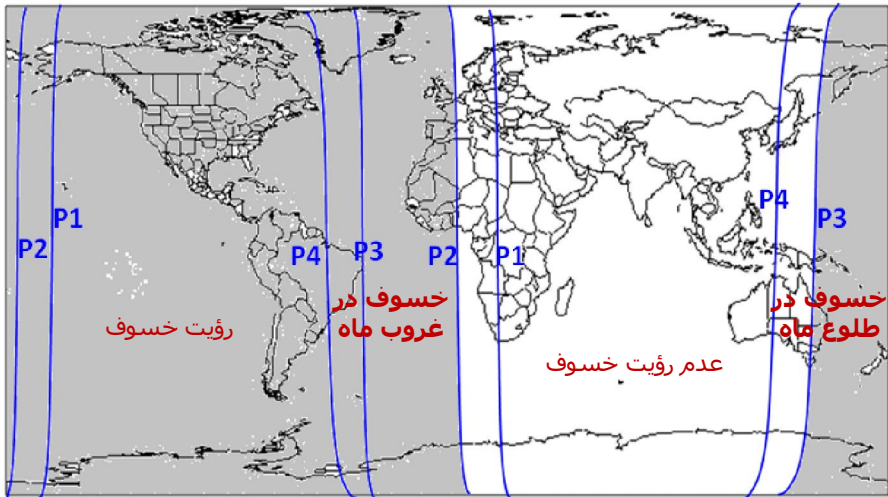 P1
P2
P4
P3
P2
P1
P4
P3
رؤیت خسوف
خسوف در
غروب ماه
عدم رؤیت خسوف
خسوف در
طلوع ماه